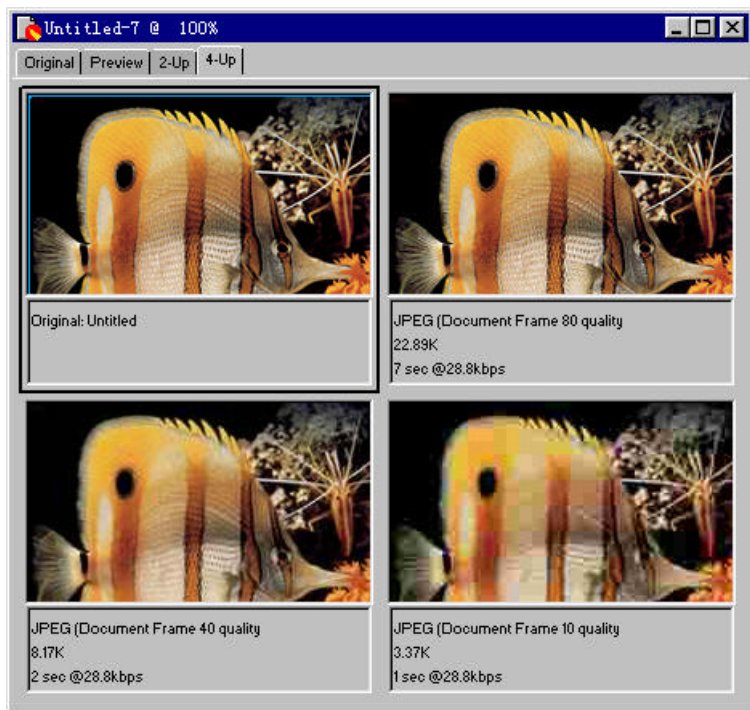 Untitled-7 @ 100%
Original Preview 2-Up 4-Up
Original: Untitled
JPEG (Document Frame 80 quality
22.89K
7 sec @28.8kbps
JPEG (Document Frame 40 quality
8.17K
2 sec @28.8kbps
JPEG (Document Frame 10 quality
3.37K
1 sec @28.8kbps